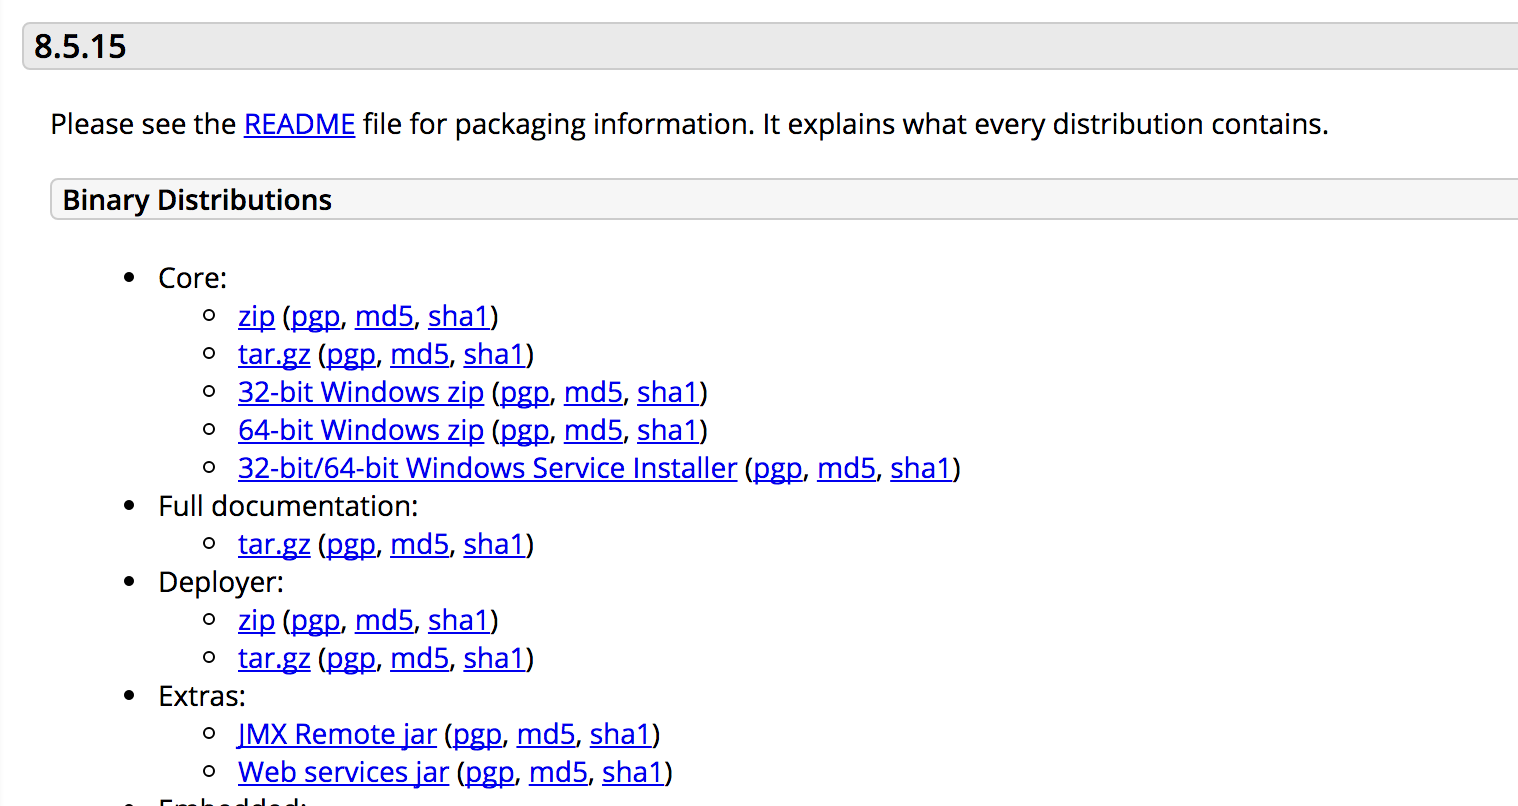 8.5.15
Please see the README file for packaging information. It explains what every distribution contains.
Binary Distributions
Core:
zip (pgp, md5, sha1)
tar.gz (pgp, md5, sha1)
32-bit Windows zip (pgp, md5, sha1)
64-bit Windows zip (pgp, md5, sha1)
32-bit/64-bit Windows Service Installer (pgp, md5, sha1)
Full documentation:
tar.gz (pgp, md5, sha1)
Deployer:
zip (pgp, md5, sha1)
tar.gz (pgp, md5, sha1)
Extras:
JMX Remote jar (pgp, md5, sha1)
Web services jar (pgp, md5, sha1)
Embedded: